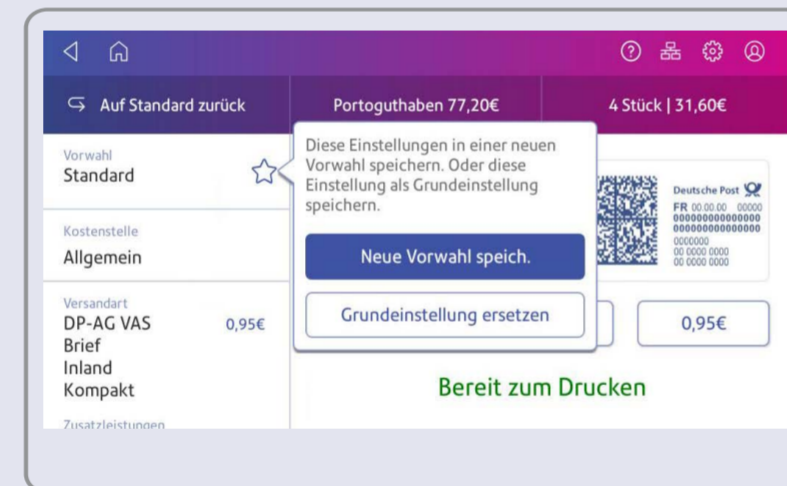 Auf Standard zurück
Portoguthaben 77,20€
4 Stück | 31,60€
Vorwahl
Standard
Diese Einstellungen in einer neuen
Vorwahl speichern. Oder diese
Einstellung als Grundeinstellung
speichern.
Neue Vorwahl speich.
Grundeinstellung ersetzen
Kostenstelle
Allgemein
Versandart
DP-AG VAS 0,95€
Brief
Inland
Kompakt
Zusatzleistungen
Deutsche Post
FR 00.00.00 00000
000000000000000
000000000000000
0000000
00 0000 0000
00 0000 0000
0,95€
Bereit zum Drucken